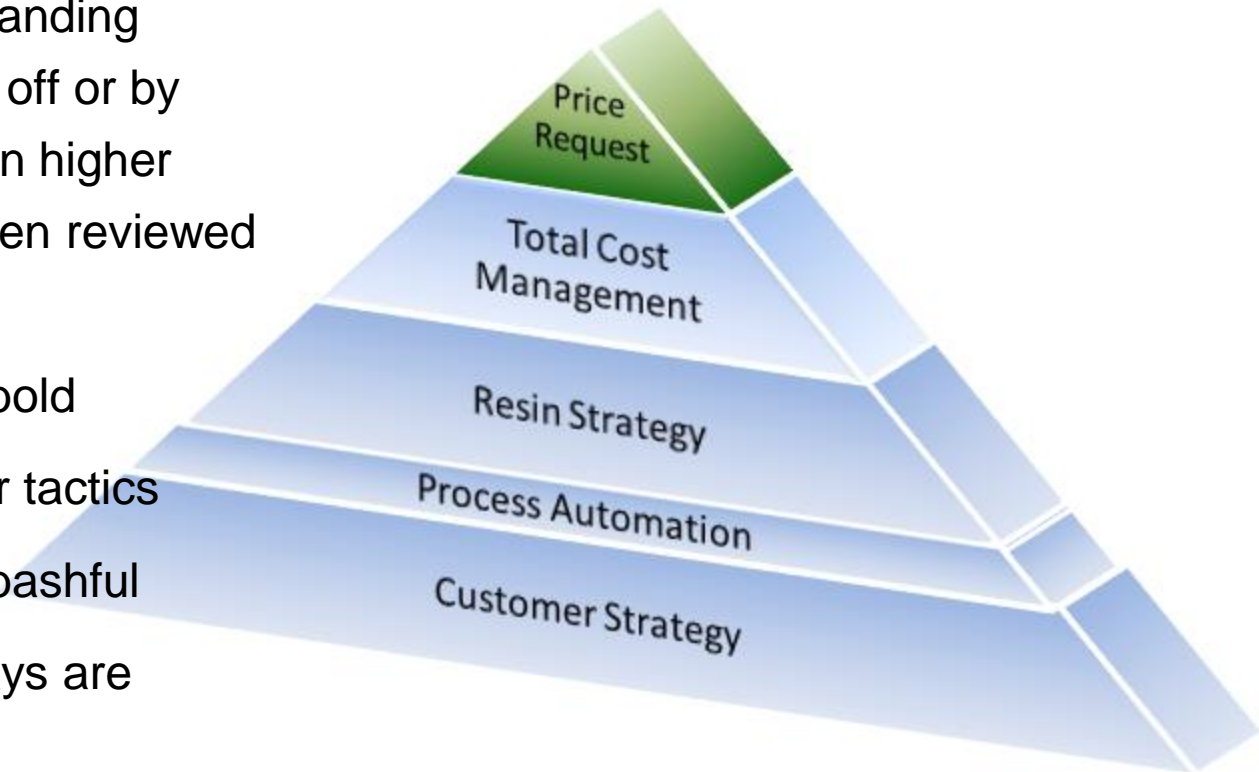 anding
off or by
n higher
en reviewed
old
r tactics
bashful
ys are
Price
Request
Total Cost
Management
Resin Strategy
Process Automation
Customer Strategy